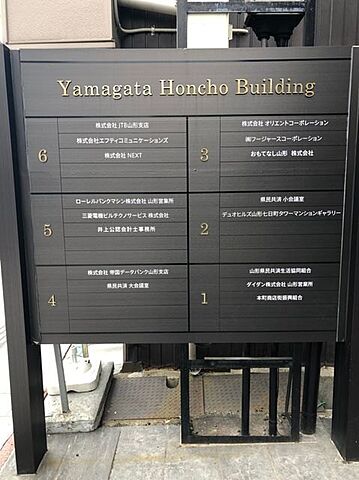 Yamagata Honcho Building
6
株式会社 JTB山形支店
株式会社エフティコミュニケーションズ
株式会社 NEXT
5
ローレルバンクマシン株式会社 山形営業所
三菱電機ビルテクノサービス 株式会社
井上公認会計士事務所
4
株式会社 帝国データバンク山形支店
県民共済 大会議室
3
株式会社 オリエントコーポレーション
㈱フージャースコーポレーション
おもてなし山形 株式会社
2
県民共済 小会議室
デュオヒルズ山形七日町タワーマンションギャラリー
1
山形県民共済生活協同組合
ダイダン株式会社 山形営業所
本町商店街振興組合